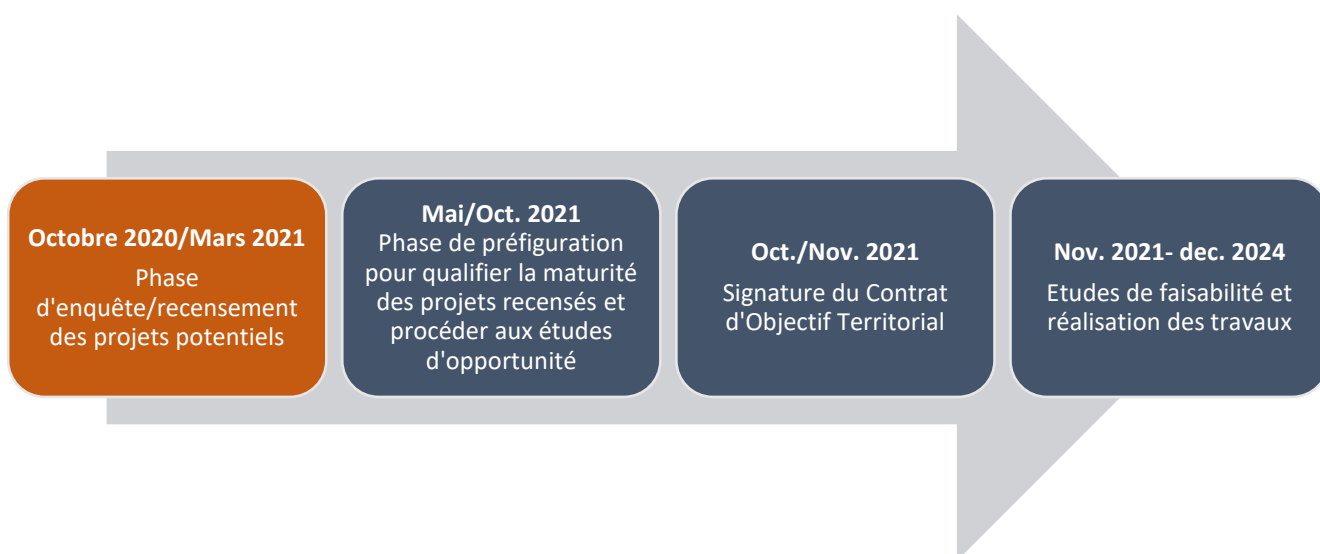 Octobre 2020/Mars 2021
Phase
d'enquête/recensement
des projets potentiels
Mai/Oct. 2021
Phase de préfiguration
pour qualifier la maturité
des projets recensés et
procéder aux études
d'opportunité
Oct./Nov. 2021
Signature du Contrat
d'Objectif Territorial
Nov. 2021- dec. 2024
Etudes de faisabilité et
réalisation des travaux